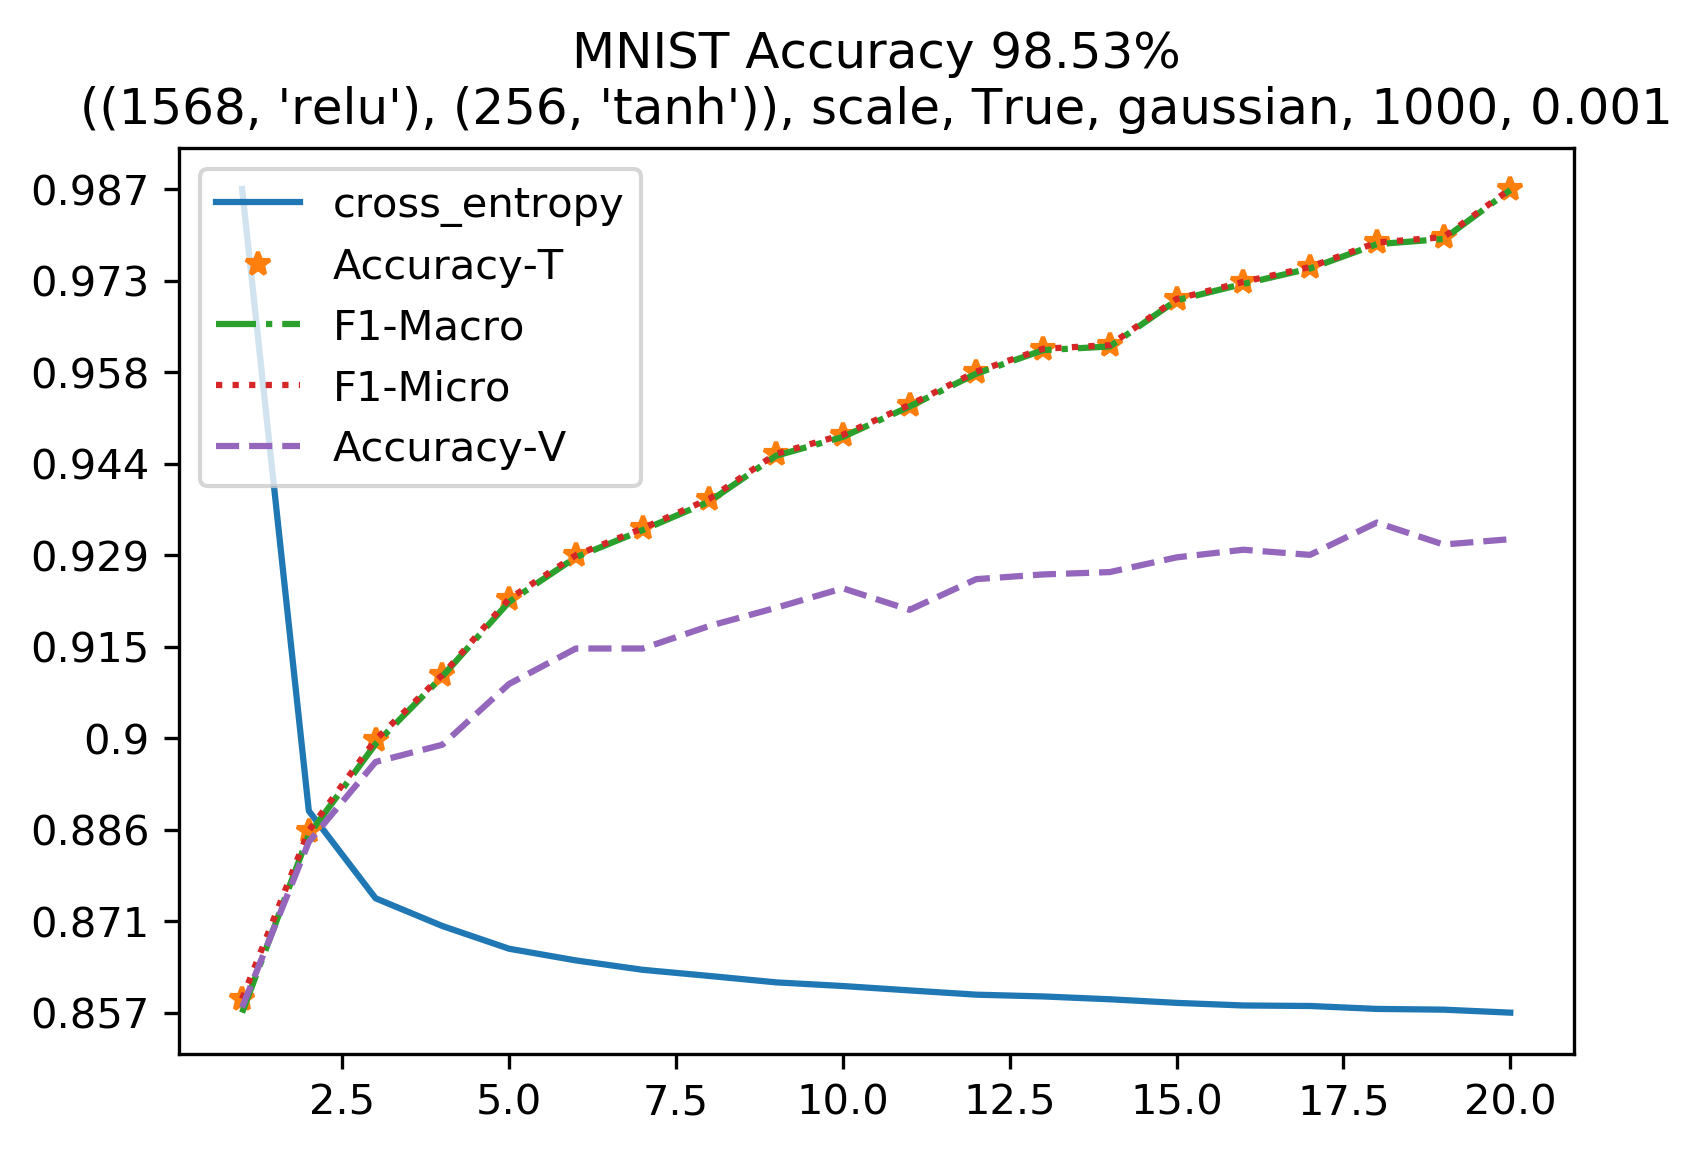 MNIST Accuracy 98.53%
((1568, 'relu'), (256, 'tanh')), scale, True, gaussian, 1000, 0.001
cross_entropy
Accuracy-T
F1-Macro
F1-Micro
Accuracy-V
0.987
0.973
0.958
0.944
0.929
0.915
0.9
0.886
0.871
0.857
2.5 5.0 7.5 10.0 12.5 15.0 17.5 20.0